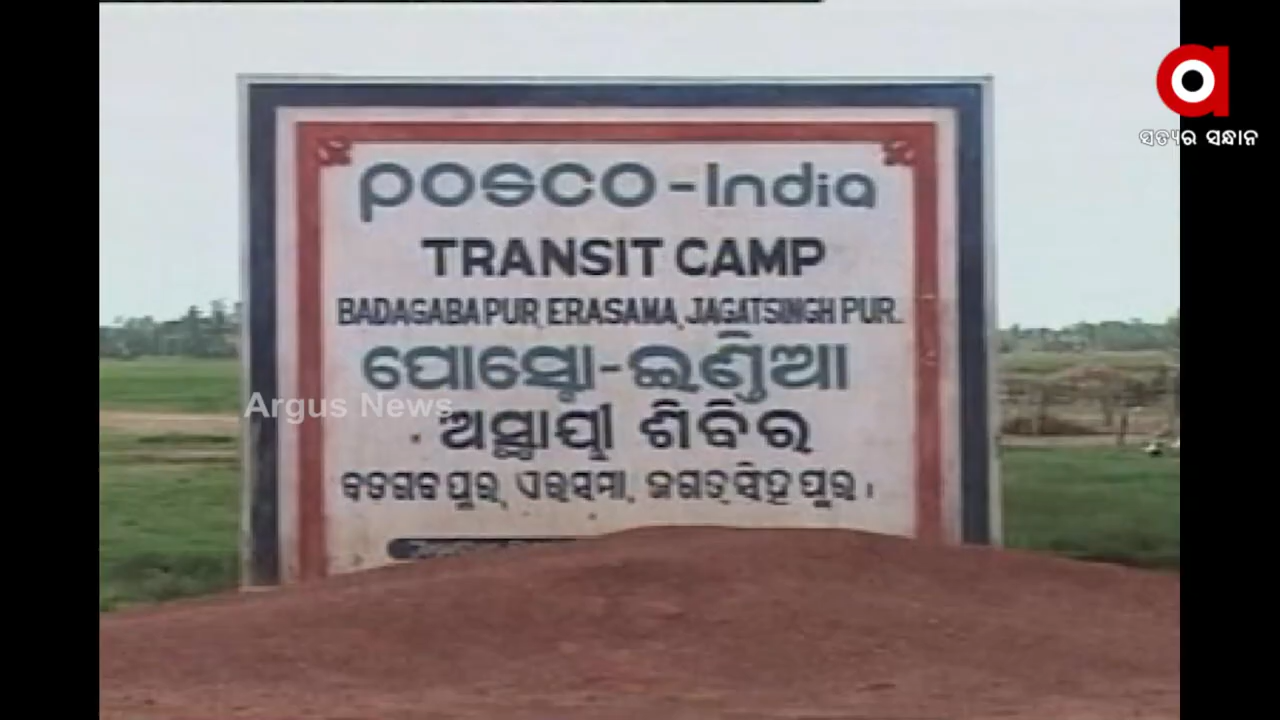 ସତ୍ୟର ସନ୍ଧାନ
posco-India
TRANSIT CAMP
BADAGABAPUR, ERASAMA, JAGATSINGHPUR.
ପୋସ୍କୋ-ଇଣ୍ଡିଆ
Argus News
ଅସ୍ଥାୟୀ ଶିବିର
ବଡଗବପୁର, ଏରସମା, ଜଗତସିଂହପୁର।